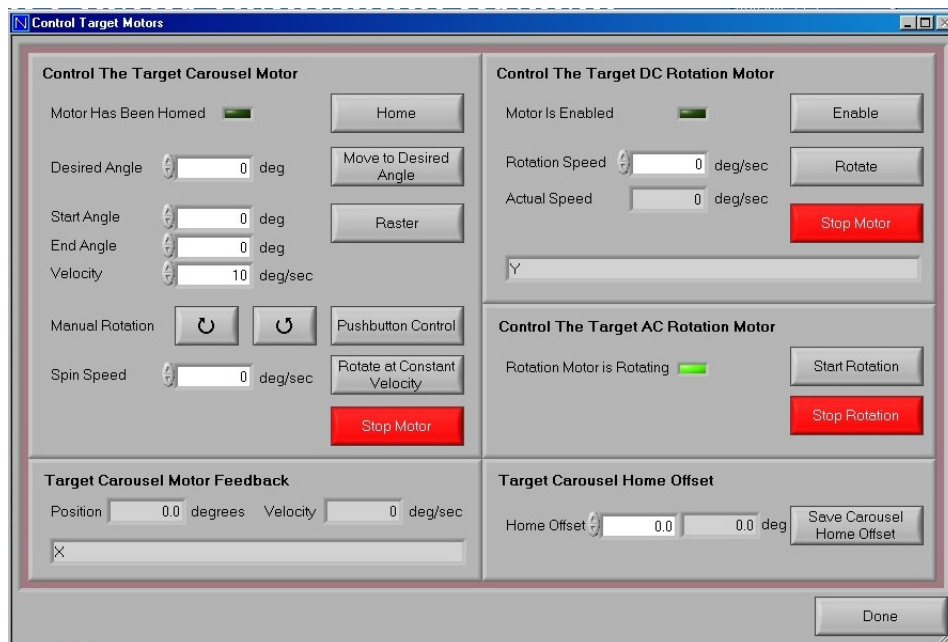 Control Target Motors
Control The Target Carousel Motor
Motor Has Been Homed
Home
Desired Angle 0 deg
Move to Desired
Angle
Start Angle 0 deg
Raster
End Angle 0 deg
Velocity 10 deg/sec
Manual Rotation
Pushbutton Control
Spin Speed 0 deg/sec
Rotate at Constant
Velocity
Stop Motor
Target Carousel Motor Feedback
Position 0.0 degrees Velocity 0 deg/sec
X
Control The Target DC Rotation Motor
Motor Is Enabled
Enable
Rotation Speed 0 deg/sec
Rotate
Actual Speed 0 deg/sec
Stop Motor
Y
Control The Target AC Rotation Motor
Rotation Motor is Rotating
Start Rotation
Stop Rotation
Target Carousel Home Offset
Home Offset 0.0 0.0 deg
Save Carousel
Home Offset
Done